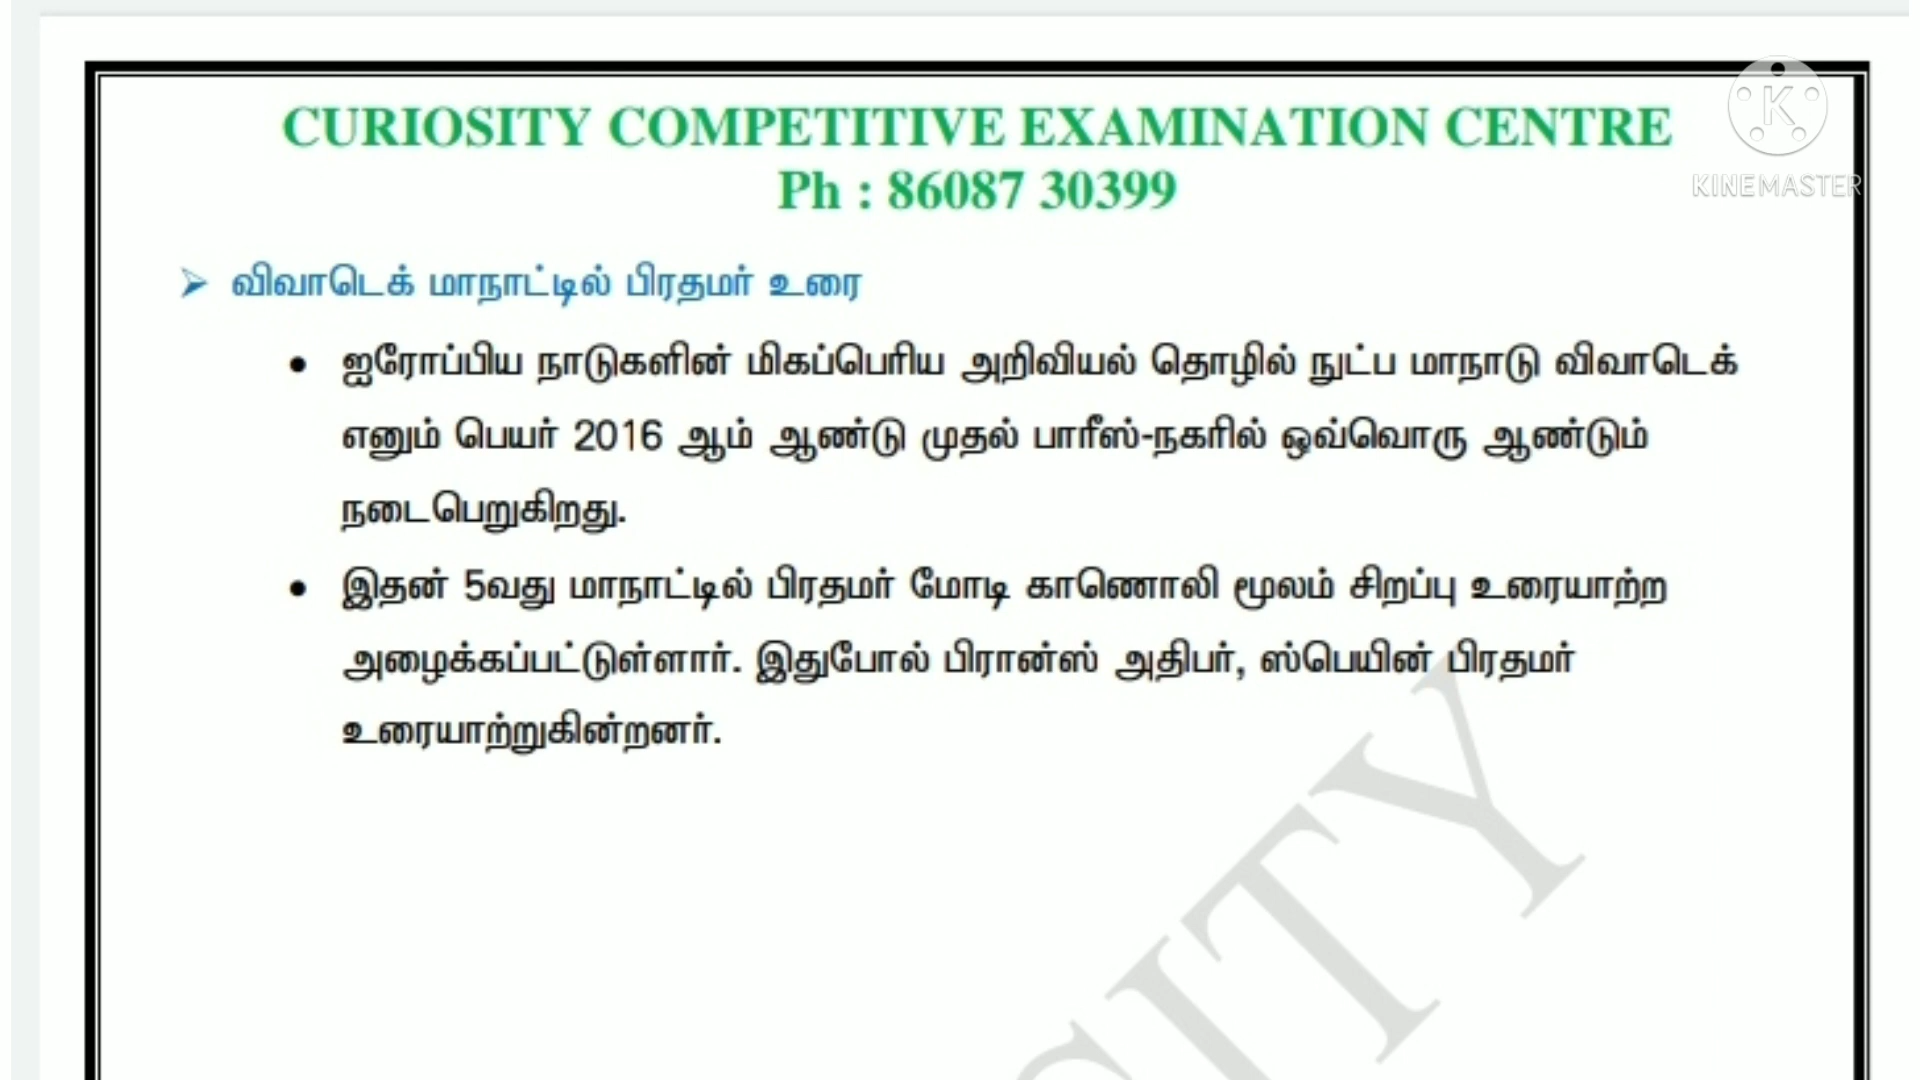 CURIOSITY COMPETITIVE EXAMINATION CENTRE
Ph : 86087 30399
KINEMASTER
விவாடெக் மாநாட்டில் பிரதமர் உரை
ஐரோப்பிய நாடுகளின் மிகப்பெரிய அறிவியல் தொழில் நுட்ப மாநாடு விவாடெக்
எனும் பெயர் 2016 ஆம் ஆண்டு முதல் பாரீஸ்-நகரில் ஒவ்வொரு ஆண்டும்
நடைபெறுகிறது.
இதன் 5வது மாநாட்டில் பிரதமர் மோடி காணொலி மூலம் சிறப்பு உரையாற்ற
அழைக்கப்பட்டுள்ளார். இதுபோல் பிரான்ஸ் அதிபர், ஸ்பெயின் பிரதமர்
உரையாற்றுகின்றனர்.
SITY